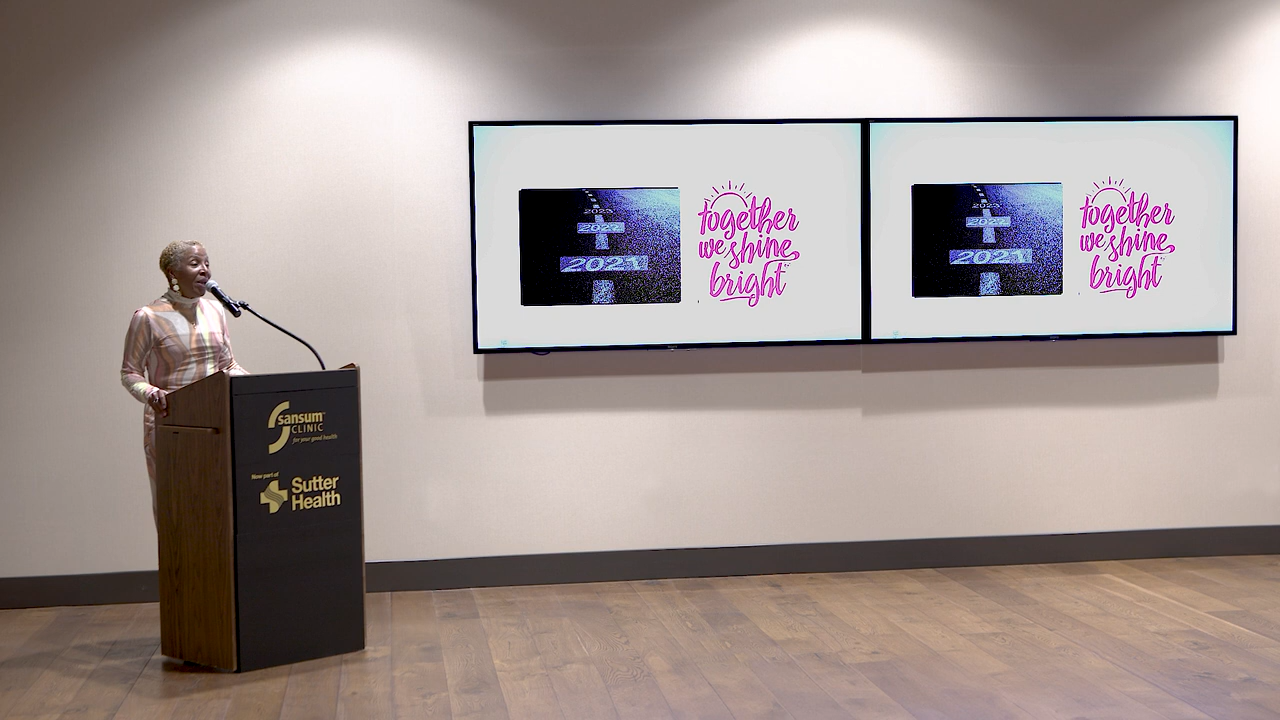 sansum
CLINIC
for your good health
Now part of
Sutter
Health
2023
2022
2021
together
we shine
bright
2023
2022
2021
together
we shine
bright